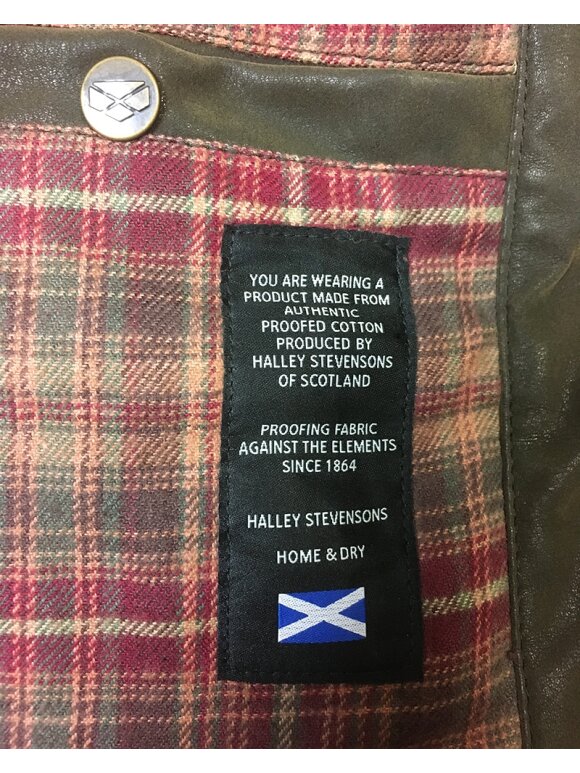 YOU ARE WEARING A
PRODUCT MADE FROM
AUTHENTIC
PROOFED COTTON
PRODUCED BY
HALLEY STEVENSONS
OF SCOTLAND
PROOFING FABRIC
AGAINST THE ELEMENTS
SINCE 1864
HALLEY STEVENSONS
HOME & DRY